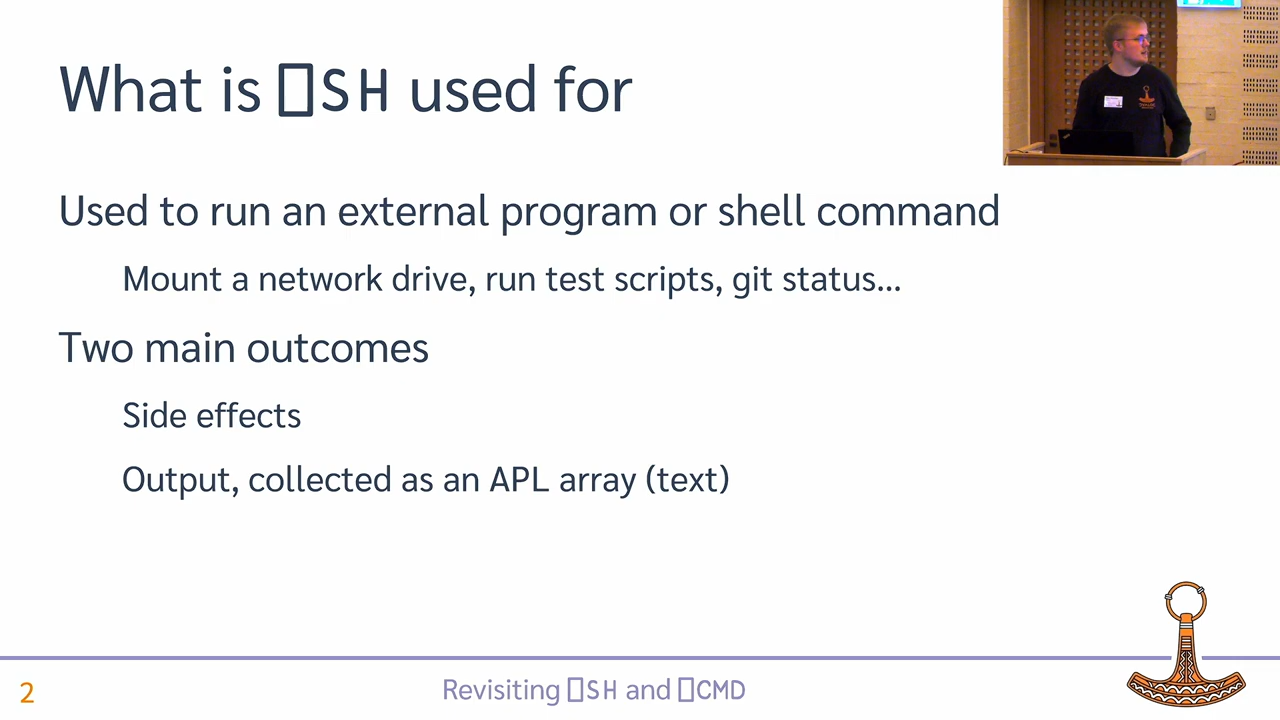 What is ⎕SH used for
Used to run an external program or shell command
Mount a network drive, run test scripts, git status...
Two main outcomes
Side effects
Output, collected as an APL array (text)
2
Revisiting ⎕SH and ⎕CMD